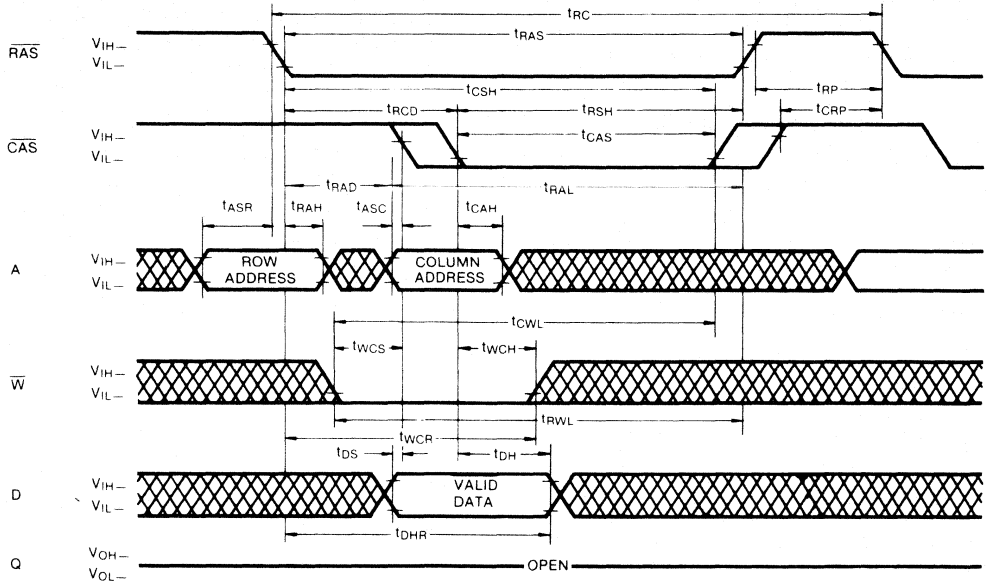 tRC
RAS
VIH
VIL
tRAS
tCSH
tRP
tRCD
tRSH
tCRP
CAS
VIH
VIL
tCAS
tRAD
tRAL
tASR
tRAH
tASC
tCAH
A
VIH
VIL
ROW
ADDRESS
COLUMN
ADDRESS
tCWL
tWCS
tWCH
W
VIH
VIL
tRWL
tWCR
tDS
tDH
D
VIH
VIL
VALID
DATA
tDHR
Q
VOH
VOL
OPEN